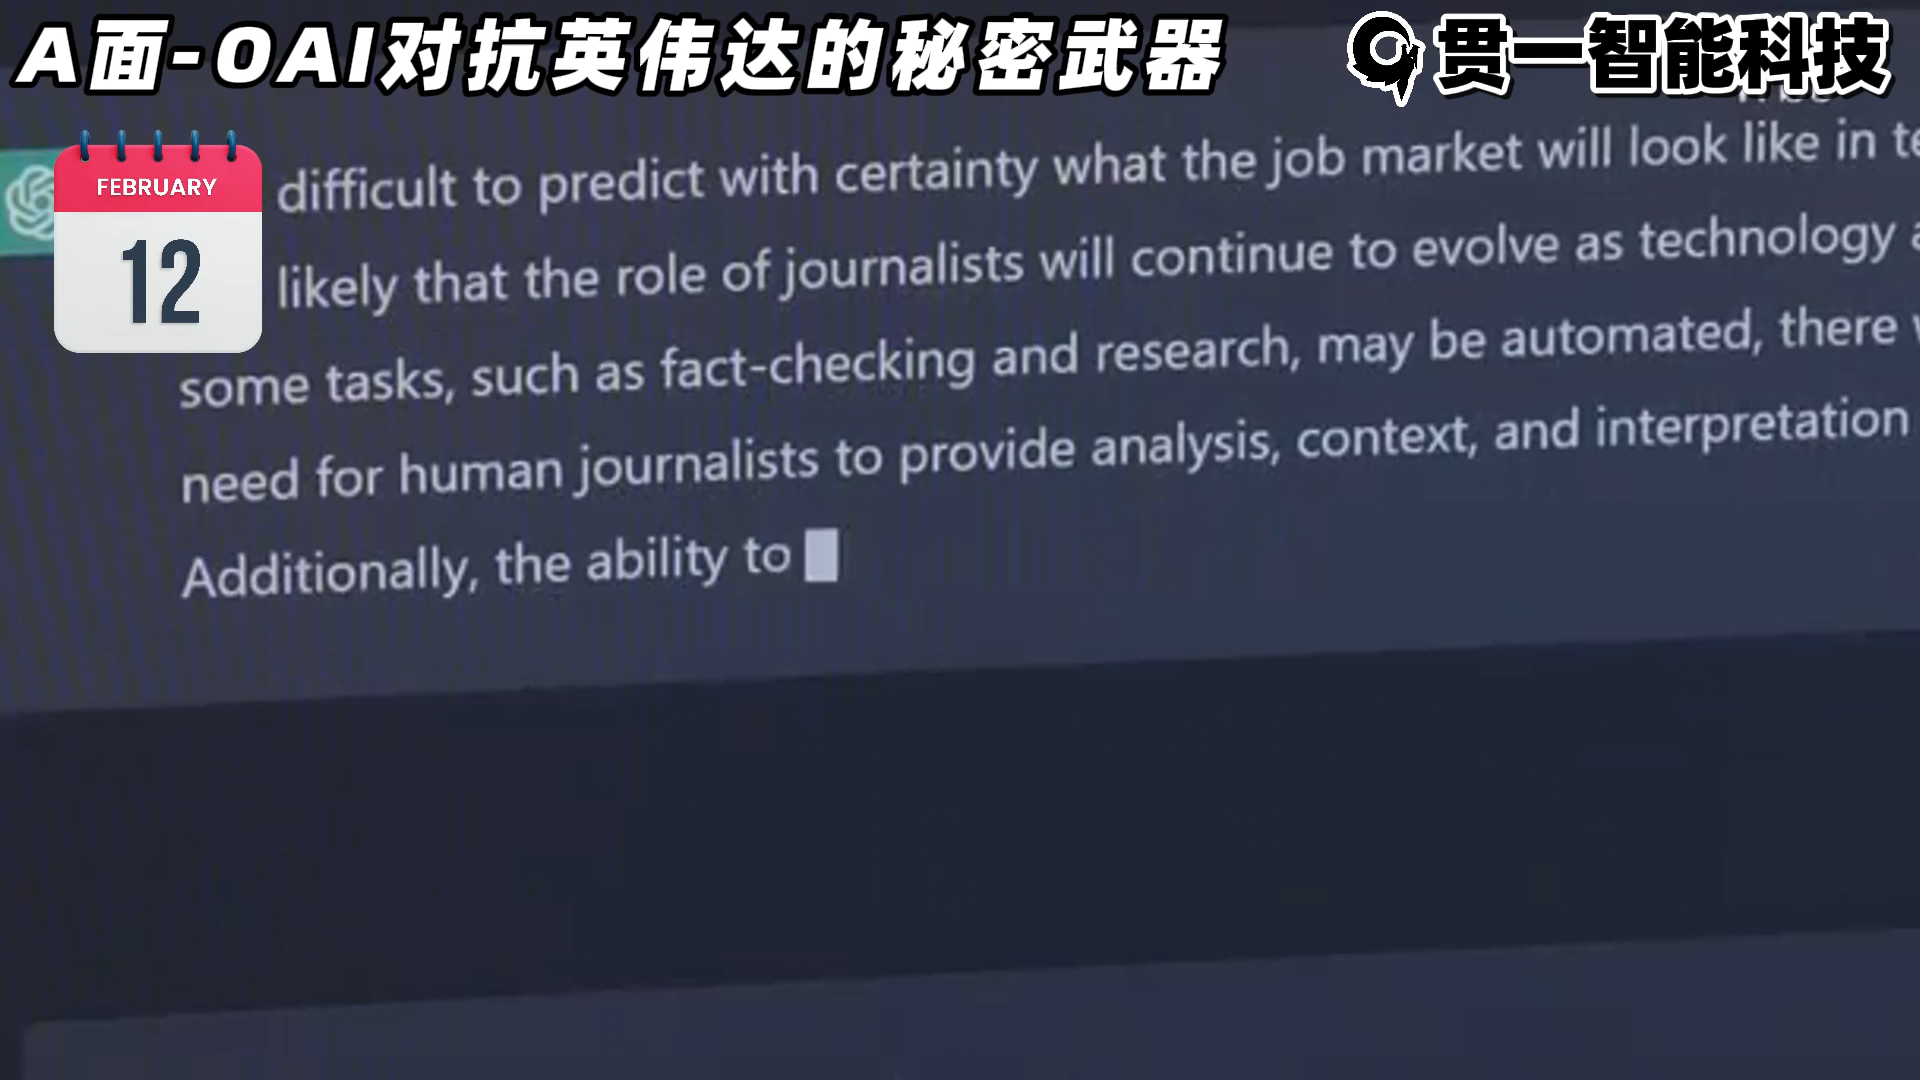 A面-OAI对抗英伟达的秘密武器
贯一智能科技
FEBRUARY
12
difficult to predict with certainty what the job market will look like in
likely that the role of journalists will continue to evolve as technology
some tasks, such as fact-checking and research, may be automated, there
need for human journalists to provide analysis, context, and interpretation
Additionally, the ability to